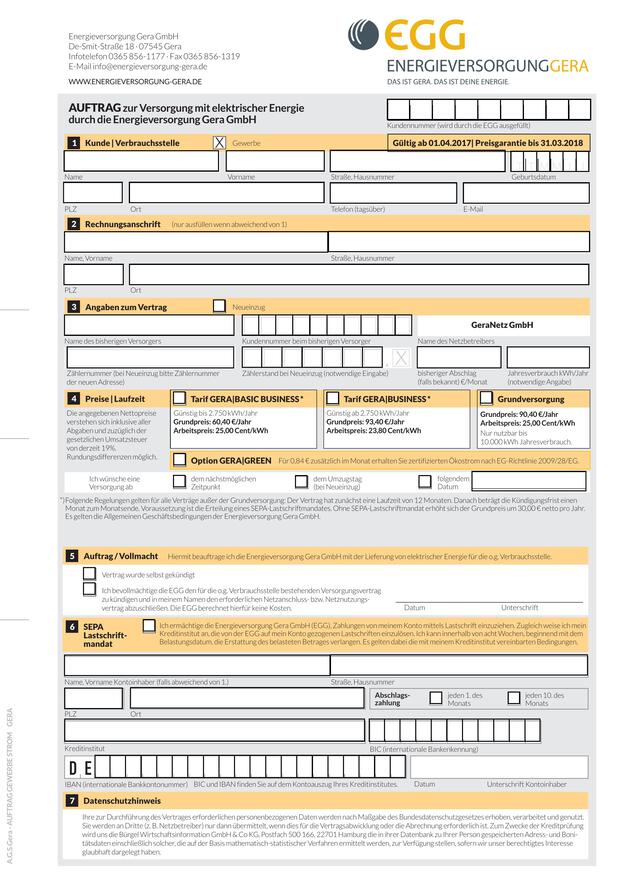 Energieversorgung Gera GmbH
De-Smit-Straße 18 · 07545 Gera
Infotelefon 0365 856-1177 · Fax 0365 856-1319
E-Mail info@energieversorgung-gera.de
WWW.ENERGIEVERSORGUNG-GERA.DE
EGG
ENERGIEVERSORGUNGGERA
DAS IST GERA. DAS IST DEINE ENERGIE.
AUFTRAG zur Versorgung mit elektrischer Energie
durch die Energieversorgung Gera GmbH
Kundennummer (wird durch die EGG ausgefüllt)
1 Kunde | Verbrauchsstelle X Gewerbe Gültig ab 01.04.2017| Preisgarantie bis 31.03.2018
Name Vorname Straße, Hausnummer Geburtsdatum
PLZ Ort Telefon (tagsüber) E-Mail
2 Rechnungsanschrift (nur ausfüllen wenn abweichend von 1)
Name, Vorname Straße, Hausnummer
PLZ Ort
3 Angaben zum Vertrag Neueinzug
GeraNetz GmbH
Name des bisherigen Versorgers Kundennummer beim bisherigen Versorger Name des Netzbetreibers
, X
Zählernummer (bei Neueinzug bitte Zählernummer Zählerstand bei Neueinzug (notwendige Eingabe) bisheriger Abschlag Jahresverbrauch kWh/Jahr
der neuen Adresse) (falls bekannt) €/Monat (notwendige Angabe)
4 Preise | Laufzeit Tarif GERA|BASIC BUSINESS* Tarif GERA|BUSINESS* Grundversorgung
Die angegebenen Nettopreise
verstehen sich inklusive aller
Abgaben und zuzüglich der
gesetzlichen Umsatzsteuer
von derzeit 19%.
Rundungsdifferenzen möglich.
Günstig bis 2.750 kWh/Jahr
Grundpreis: 60,40 €/Jahr
Arbeitspreis: 25,00 Cent/kWh
Günstig ab 2.750 kWh/Jahr
Grundpreis: 93,40 €/Jahr
Arbeitspreis: 23,80 Cent/kWh
Grundpreis: 90,40 €/Jahr
Arbeitspreis: 25,00 Cent/kWh
Nur nutzbar bis
10.000 kWh Jahresverbrauch.
Option GERA|GREEN Für 0,84 € zusätzlich im Monat erhalten Sie zertifizierten Ökostrom nach EG-Richtlinie 2009/28/EG.
Ich wünsche eine dem nächstmöglichen dem Umzugstag folgendem
Versorgung ab Zeitpunkt (bei Neueinzug) Datum
*)Folgende Regelungen gelten für alle Verträge außer der Grundversorgung: Der Vertrag hat zunächst eine Laufzeit von 12 Monaten. Danach beträgt die Kündigungsfrist einen
Monat zum Monatsende. Voraussetzung ist die Erteilung eines SEPA-Lastschriftmandates. Ohne SEPA-Lastschriftmandat erhöht sich der Grundpreis um 30,00 € netto pro Jahr.
Es gelten die Allgemeinen Geschäftsbedingungen der Energieversorgung Gera GmbH.
5 Auftrag / Vollmacht Hiermit beauftrage ich die Energieversorgung Gera GmbH mit der Lieferung von elektrischer Energie für die o.g. Verbrauchsstelle.
Vertrag wurde selbst gekündigt
Ich bevollmächtige die EGG den für die o.g. Verbrauchsstelle bestehenden Versorgungsvertrag
zu kündigen und in meinem Namen den erforderlichen Netzanschluss- bzw. Netznutzungs-
vertrag abzuschließen. Die EGG berechnet hierfür keine Kosten.
Datum Unterschrift
6 SEPA
Lastschrift-
mandat
Ich ermächtige die Energieversorgung Gera GmbH (EGG), Zahlungen von meinem Konto mittels Lastschrift einzuziehen. Zugleich weise ich mein
Kreditinstitut an, die von der EGG auf mein Konto gezogenen Lastschriften einzulösen. Ich kann innerhalb von acht Wochen, beginnend mit dem
Belastungsdatum, die Erstattung des belasteten Betrages verlangen. Es gelten dabei die mit meinem Kreditinstitut vereinbarten Bedingungen.
Name, Vorname Kontoinhaber (falls abweichend von 1.) Straße, Hausnummer
Abschlags-
zahlung
jeden 1. des
Monats
jeden 10. des
Monats
PLZ Ort
Kreditinstitut BIC (internationale Bankenkennung)
D E
IBAN (internationale Bankkontonummer) BIC und IBAN finden Sie auf dem Kontoauszug Ihres Kreditinstitutes. Datum Unterschrift Kontoinhaber
7 Datenschutzhinweis
Ihre zur Durchführung des Vertrages erforderlichen personenbezogenen Daten werden nach Maßgabe des Bundesdatenschutzgesetzes erhoben, verarbeitet und genutzt.
Sie werden an Dritte (z. B. Netzbetreiber) nur dann übermittelt, wenn dies für die Vertragsabwicklung oder die Abrechnung erforderlich ist. Zum Zwecke der Kreditprüfung
wird uns die Bürgel Wirtschaftsinformation GmbH & Co KG, Postfach 500 166, 22701 Hamburg die in ihrer Datenbank zu Ihrer Person gespeicherten Adress- und Boni-
tätsdaten einschließlich solcher, die auf der Basis mathematisch-statistischer Verfahren ermittelt werden, zur Verfügung stellen, sofern wir unser berechtigtes Interesse
glaubhaft dargelegt haben.
A.G.S Gera - AUFTRAG GEWERBE STROM GERA